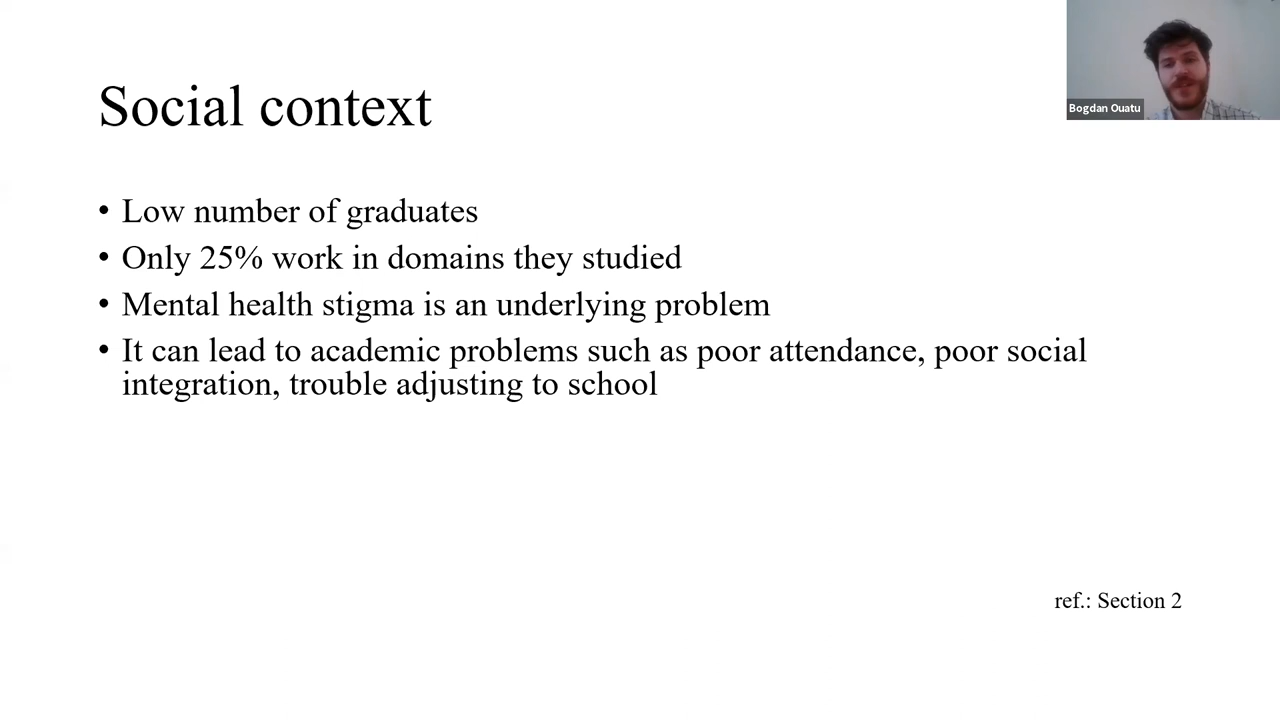 Social context
Bogdan Ouatu
• Low number of graduates
• Only 25% work in domains they studied
• Mental health stigma is an underlying problem
• It can lead to academic problems such as poor attendance, poor social
integration, trouble adjusting to school
ref.: Section 2